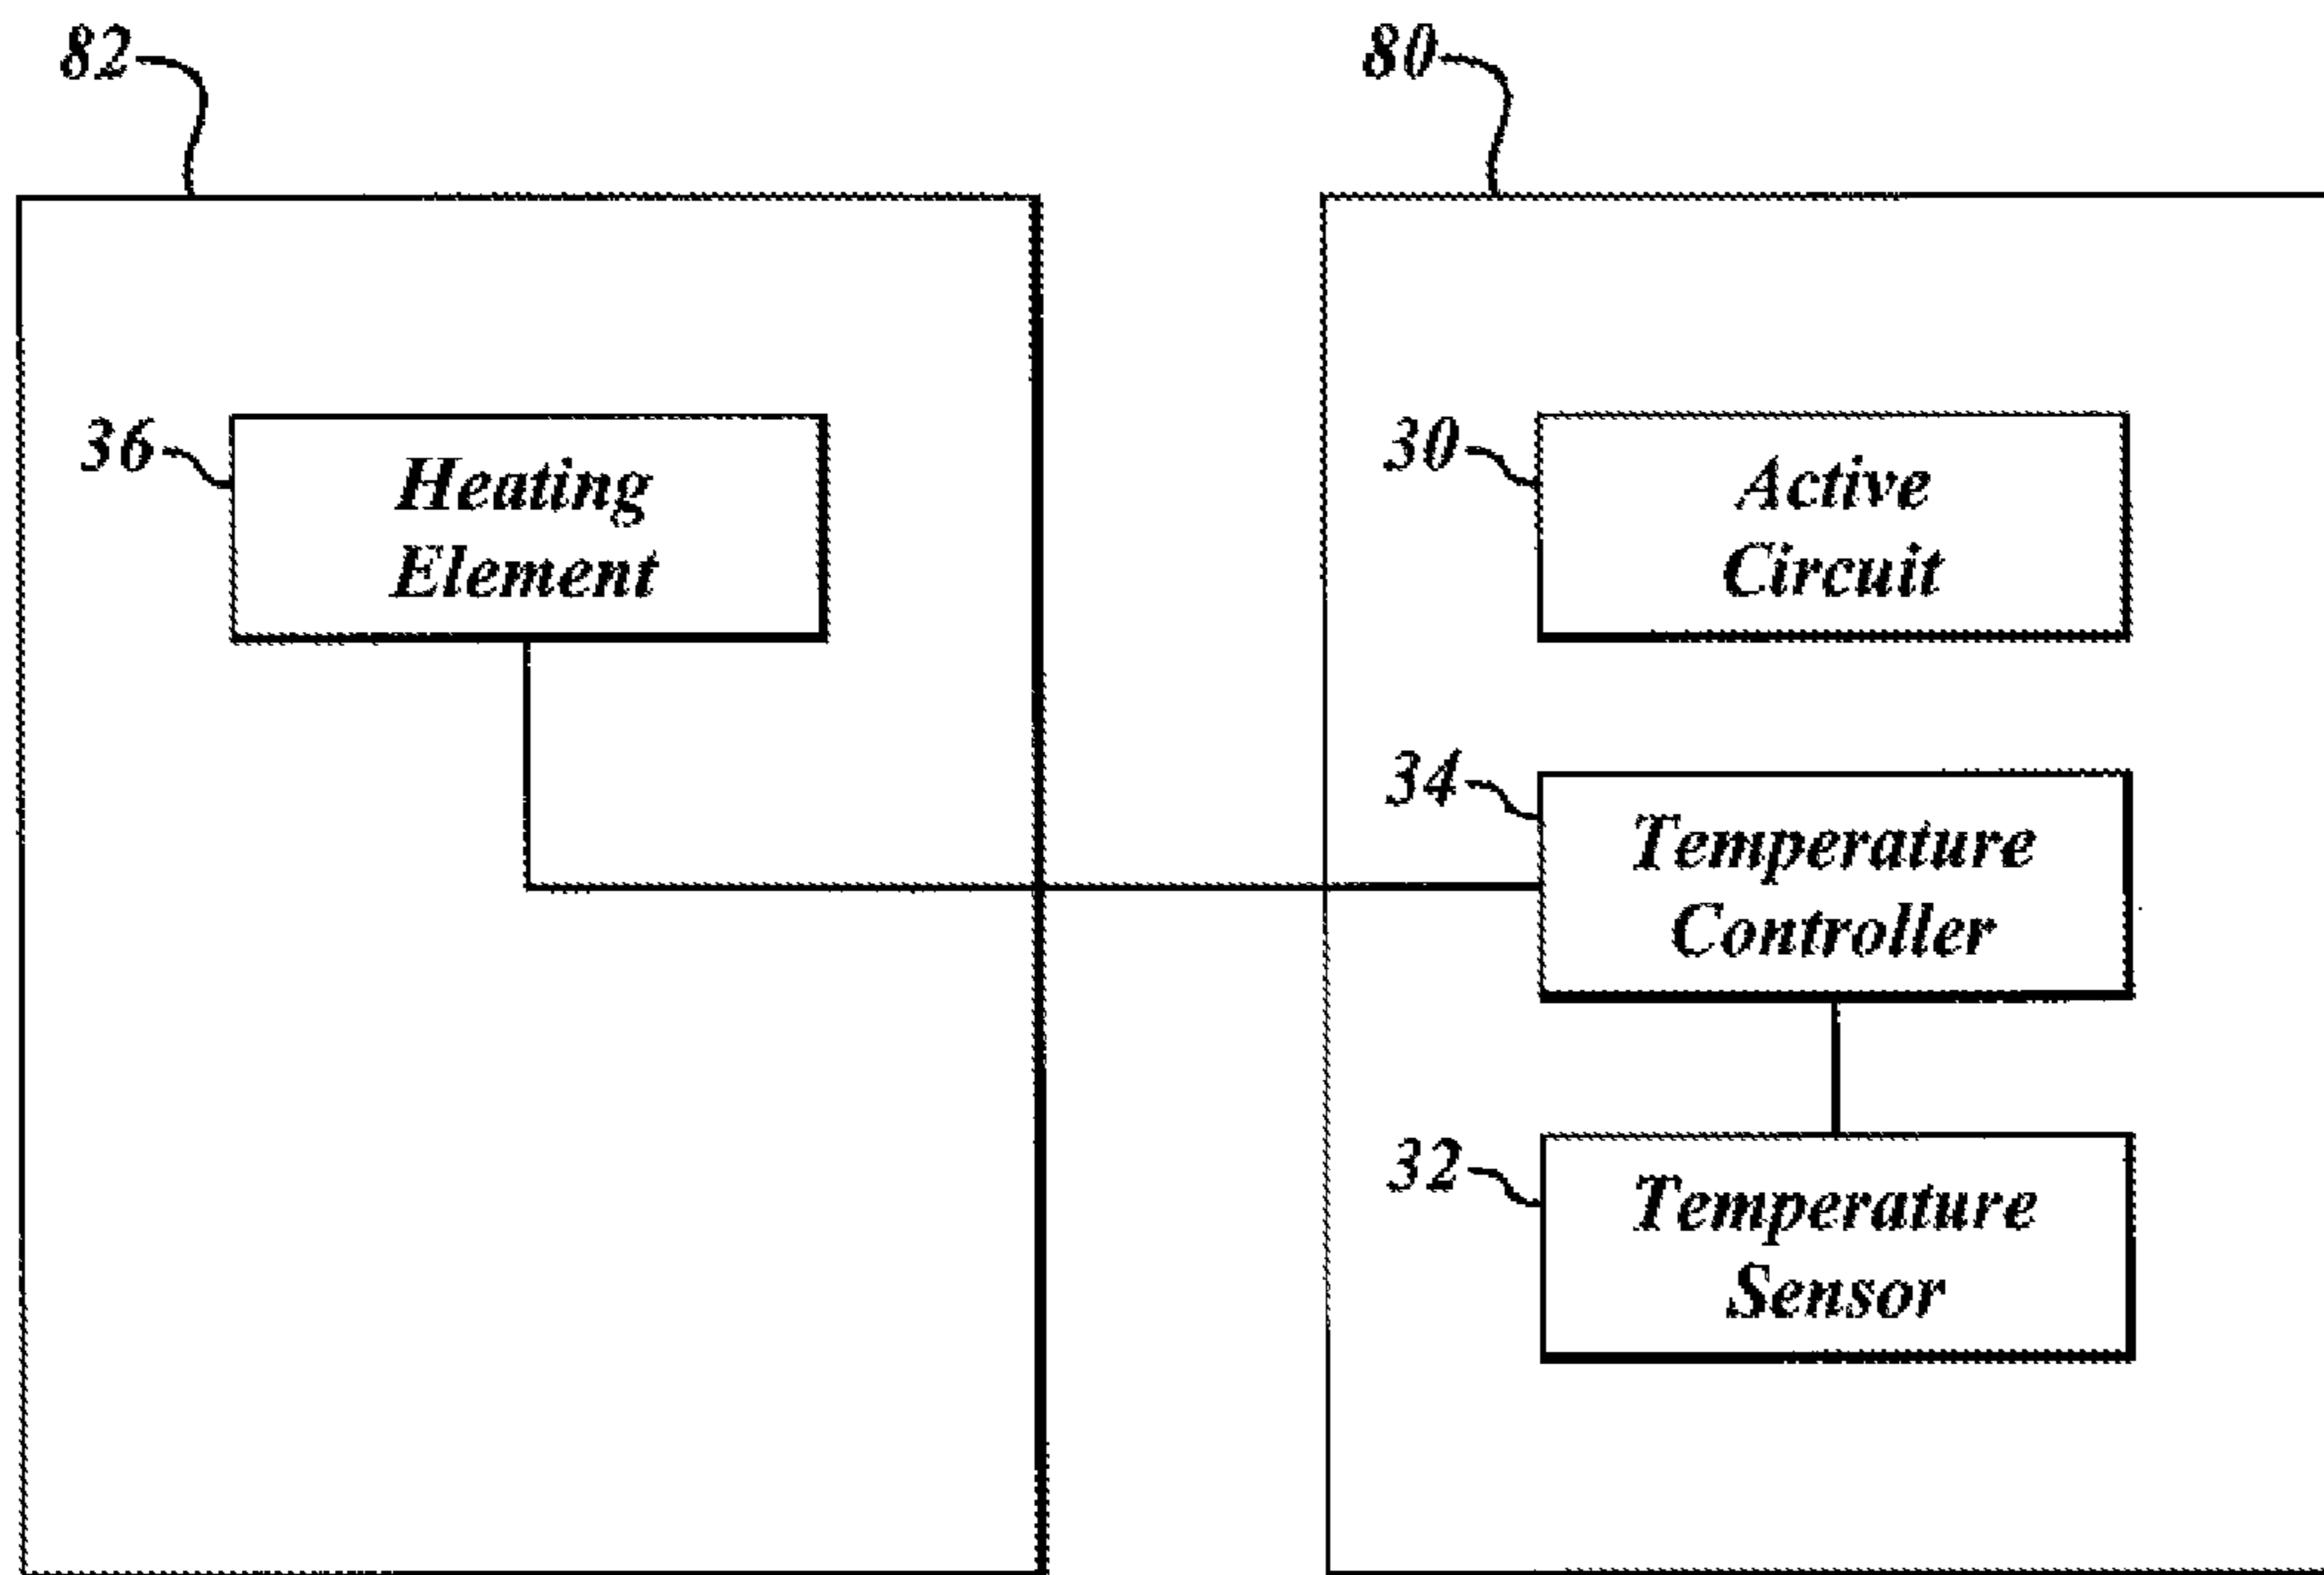 82
80
36
Heating
Element
30
Active
Circuit
34
Temperature
Controller
32
Temperature
Sensor